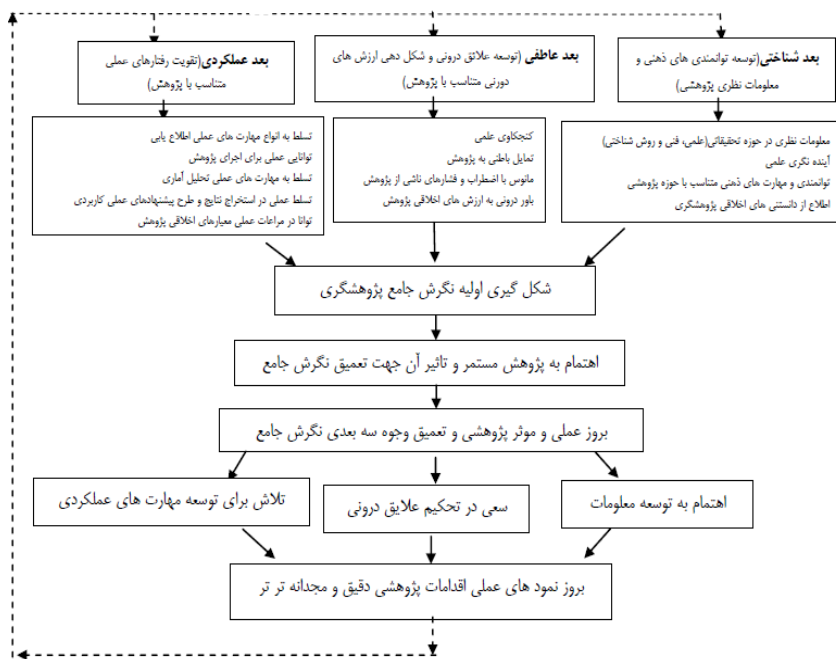 بعد شناختی(توسعه توانمندی های ذهنی و
معلومات نظری پژوهشی)
بعد عاطفی (توسعه علائق درونی و شکل دهی ارزش های
دورنی متناسب با پژوهش)
بعد عملکردی(تقویت رفتارهای عملی
متناسب با پژوهش)
معلومات نظری در حوزه تحقیقاتی(علمی، فنی و روش شناختی)
آینده نگری علمی
توانمندی و مهارت های ذهنی متناسب با حوزه پژوهشی
اطلاع از دانستنی های اخلاقی پژوهشگری
کنجکاوی علمی
تمایل باطنی به پژوهش
مانوس با اضطراب و فشارهای ناشی از پژوهش
باور درونی به ارزش های اخلاقی پژوهش
تسلط به انواع مهارت های عملی اطلاع یابی
توانایی عملی برای اجرای پژوهش
تسلط به مهارت های عملی تحلیل آماری
تسلط عملی در استخراج نتایج و طرح پیشنهادهای عملی کاربردی
توانا در مراعات عملی معیارهای اخلاقی پژوهش
شکل گیری اولیه نگرش جامع پژوهشگری
اهتمام به پژوهش مستمر و تاثیر آن جهت تعمیق نگرش جامع
بروز عملی و موثر پژوهشی و تعمیق وجوه سه بعدی نگرش جامع
اهتمام به توسعه معلومات
سعی در تحکیم علایق درونی
تلاش برای توسعه مهارت های عملکردی
بروز نمود های عملی اقدامات پژوهشی دقیق و مجدانه تر تر